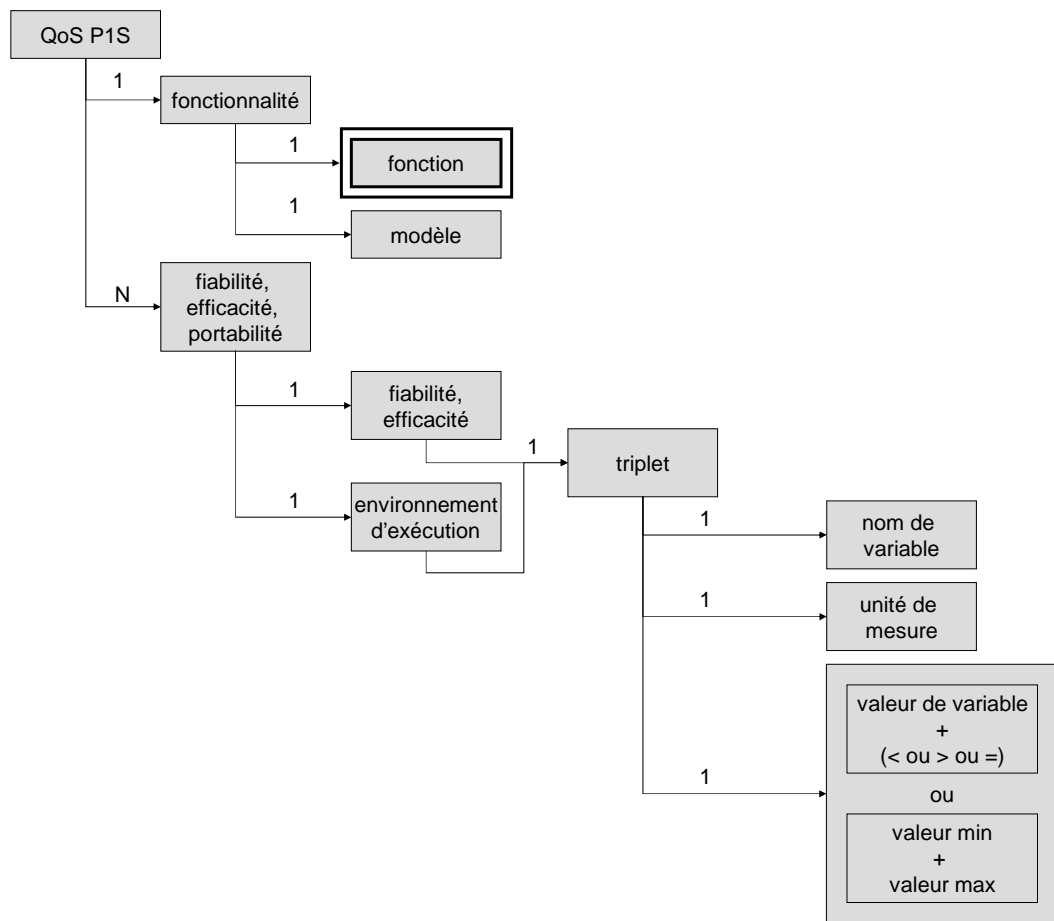 QoS P1S
1
fonctionnalité
1
fonction
1
modèle
N
fiabilité,
efficacité,
portabilité
1
fiabilité,
efficacité
1
triplet
1
environnement
d'exécution
1
nom de
variable
1
unité de
mesure
1
valeur de variable
+
(< ou > ou =)
ou
valeur min
+
valeur max